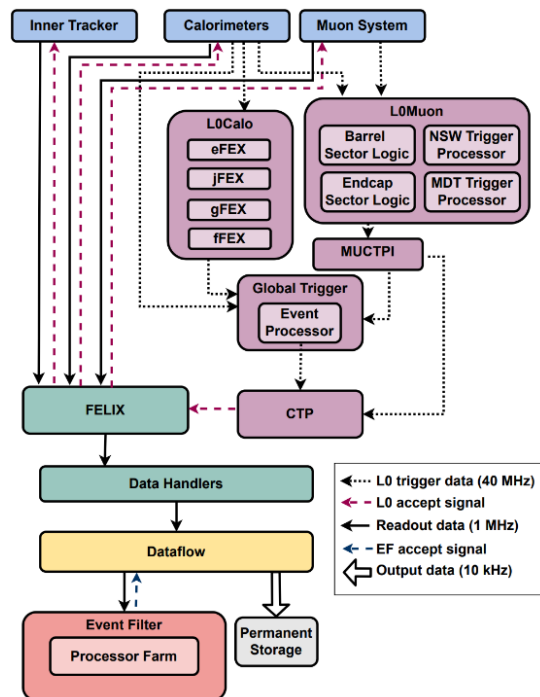 Inner Tracker
Calorimeters
Muon System
L0Calo
eFEX
jFEX
gFEX
fFEX
L0Muon
Barrel
Sector Logic
NSW Trigger
Processor
Endcap
Sector Logic
MDT Trigger
Processor
MUCTPI
Global Trigger
Event
Processor
CTP
FELIX
Data Handlers
Dataflow
Event Filter
Processor Farm
Permanent
Storage
L0 trigger data (40 MHz)
L0 accept signal
Readout data (1 MHz)
EF accept signal
Output data (10 kHz)